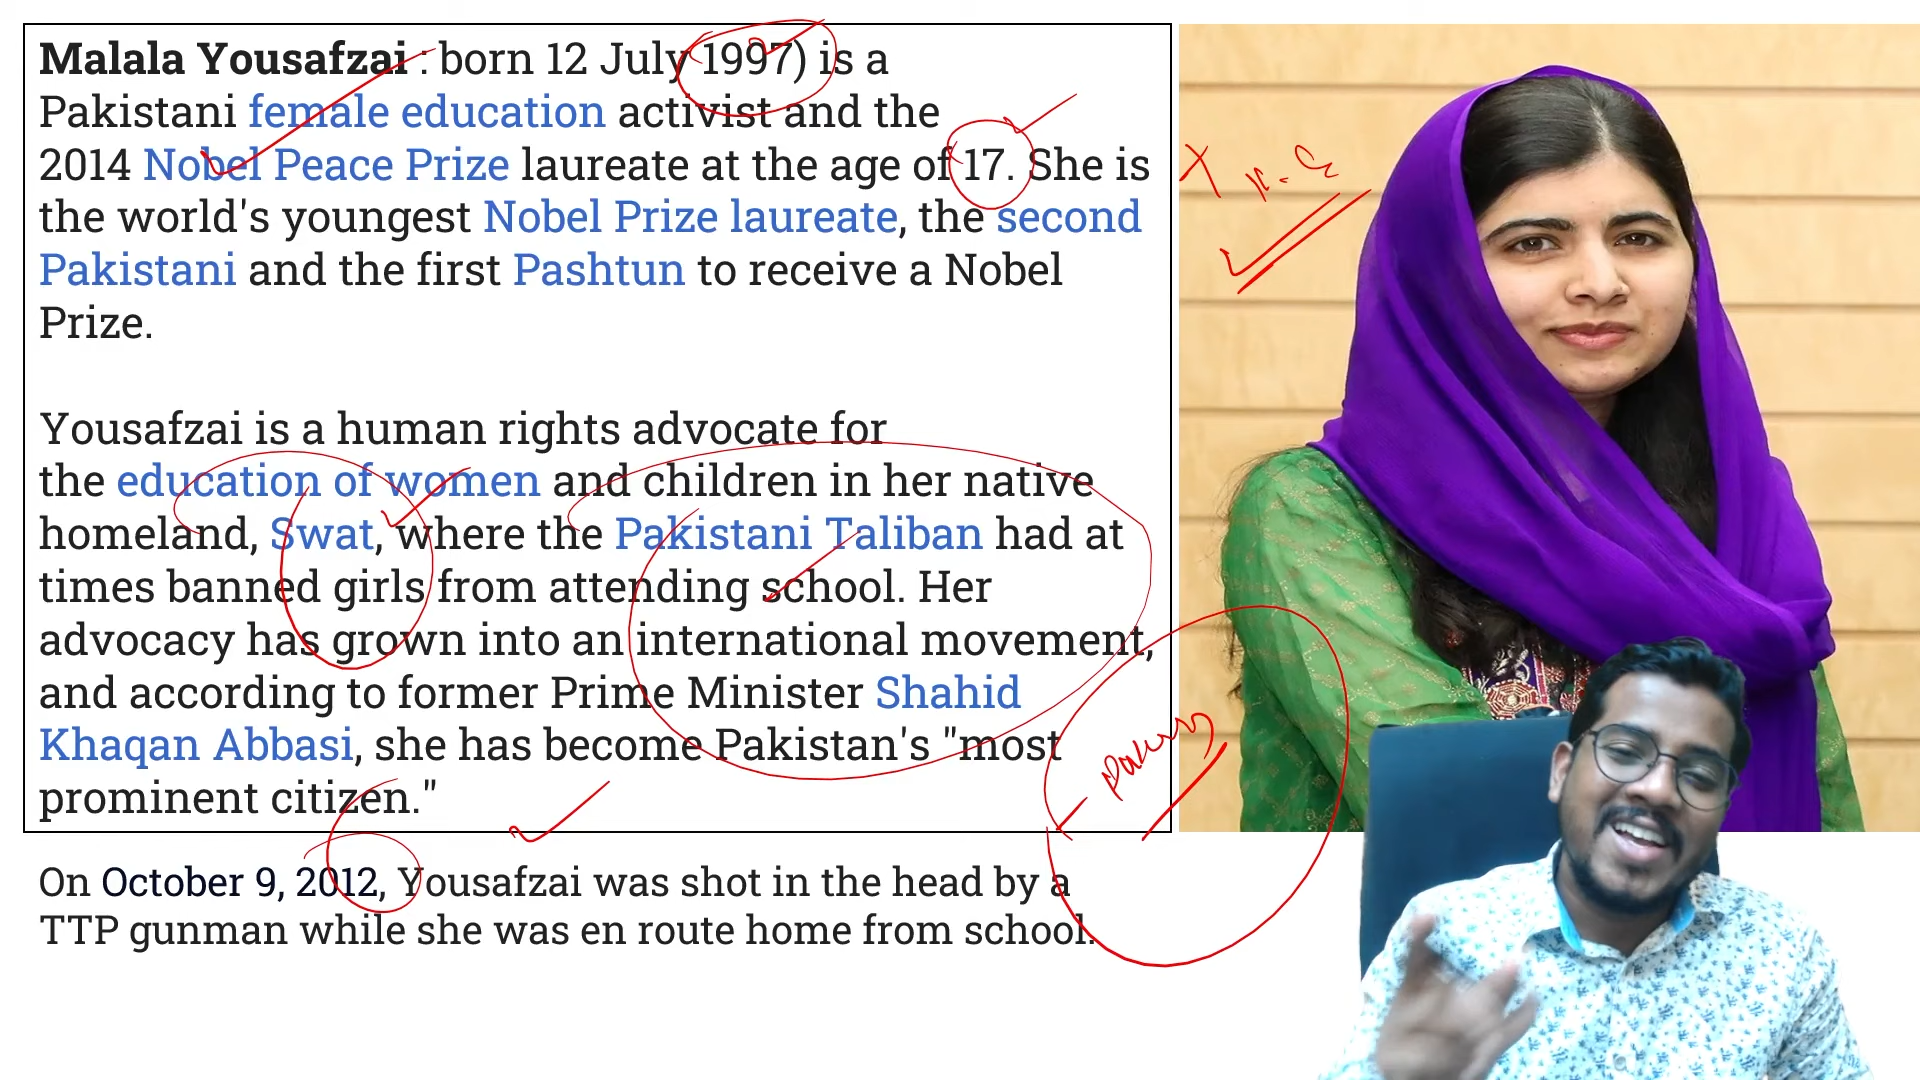 Malala Yousafzai : born 12 July 1997) is a
Pakistani female education activist and the
2014 Nobel Peace Prize laureate at the age of 17. She is
the world's youngest Nobel Prize laureate, the second
Pakistani and the first Pashtun to receive a Nobel
Prize.
Yousafzai is a human rights advocate for
the education of women and children in her native
homeland, Swat, where the Pakistani Taliban had at
times banned girls from attending school. Her
advocacy has grown into an international movement,
and according to former Prime Minister Shahid
Khaqan Abbasi, she has become Pakistan's "most
prominent citizen."
On October 9, 2012, Yousafzai was shot in the head by a
TTP gunman while she was en route home from school.